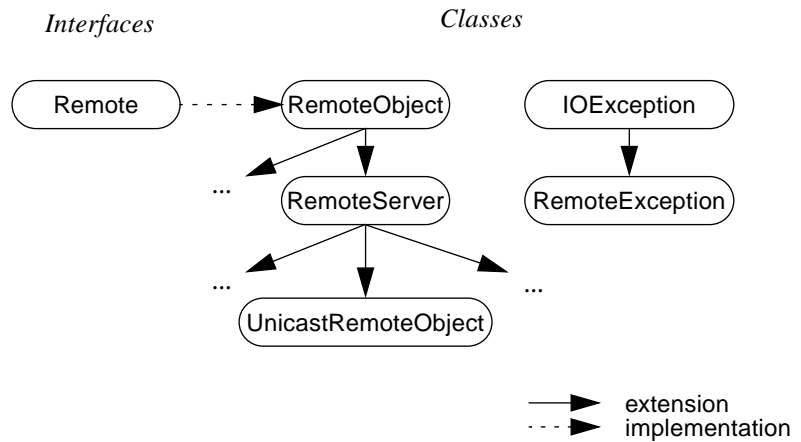 Interfaces
Classes
Remote
RemoteObject
IOException
...
RemoteServer
RemoteException
...
...
UnicastRemoteObject
extension
implementation